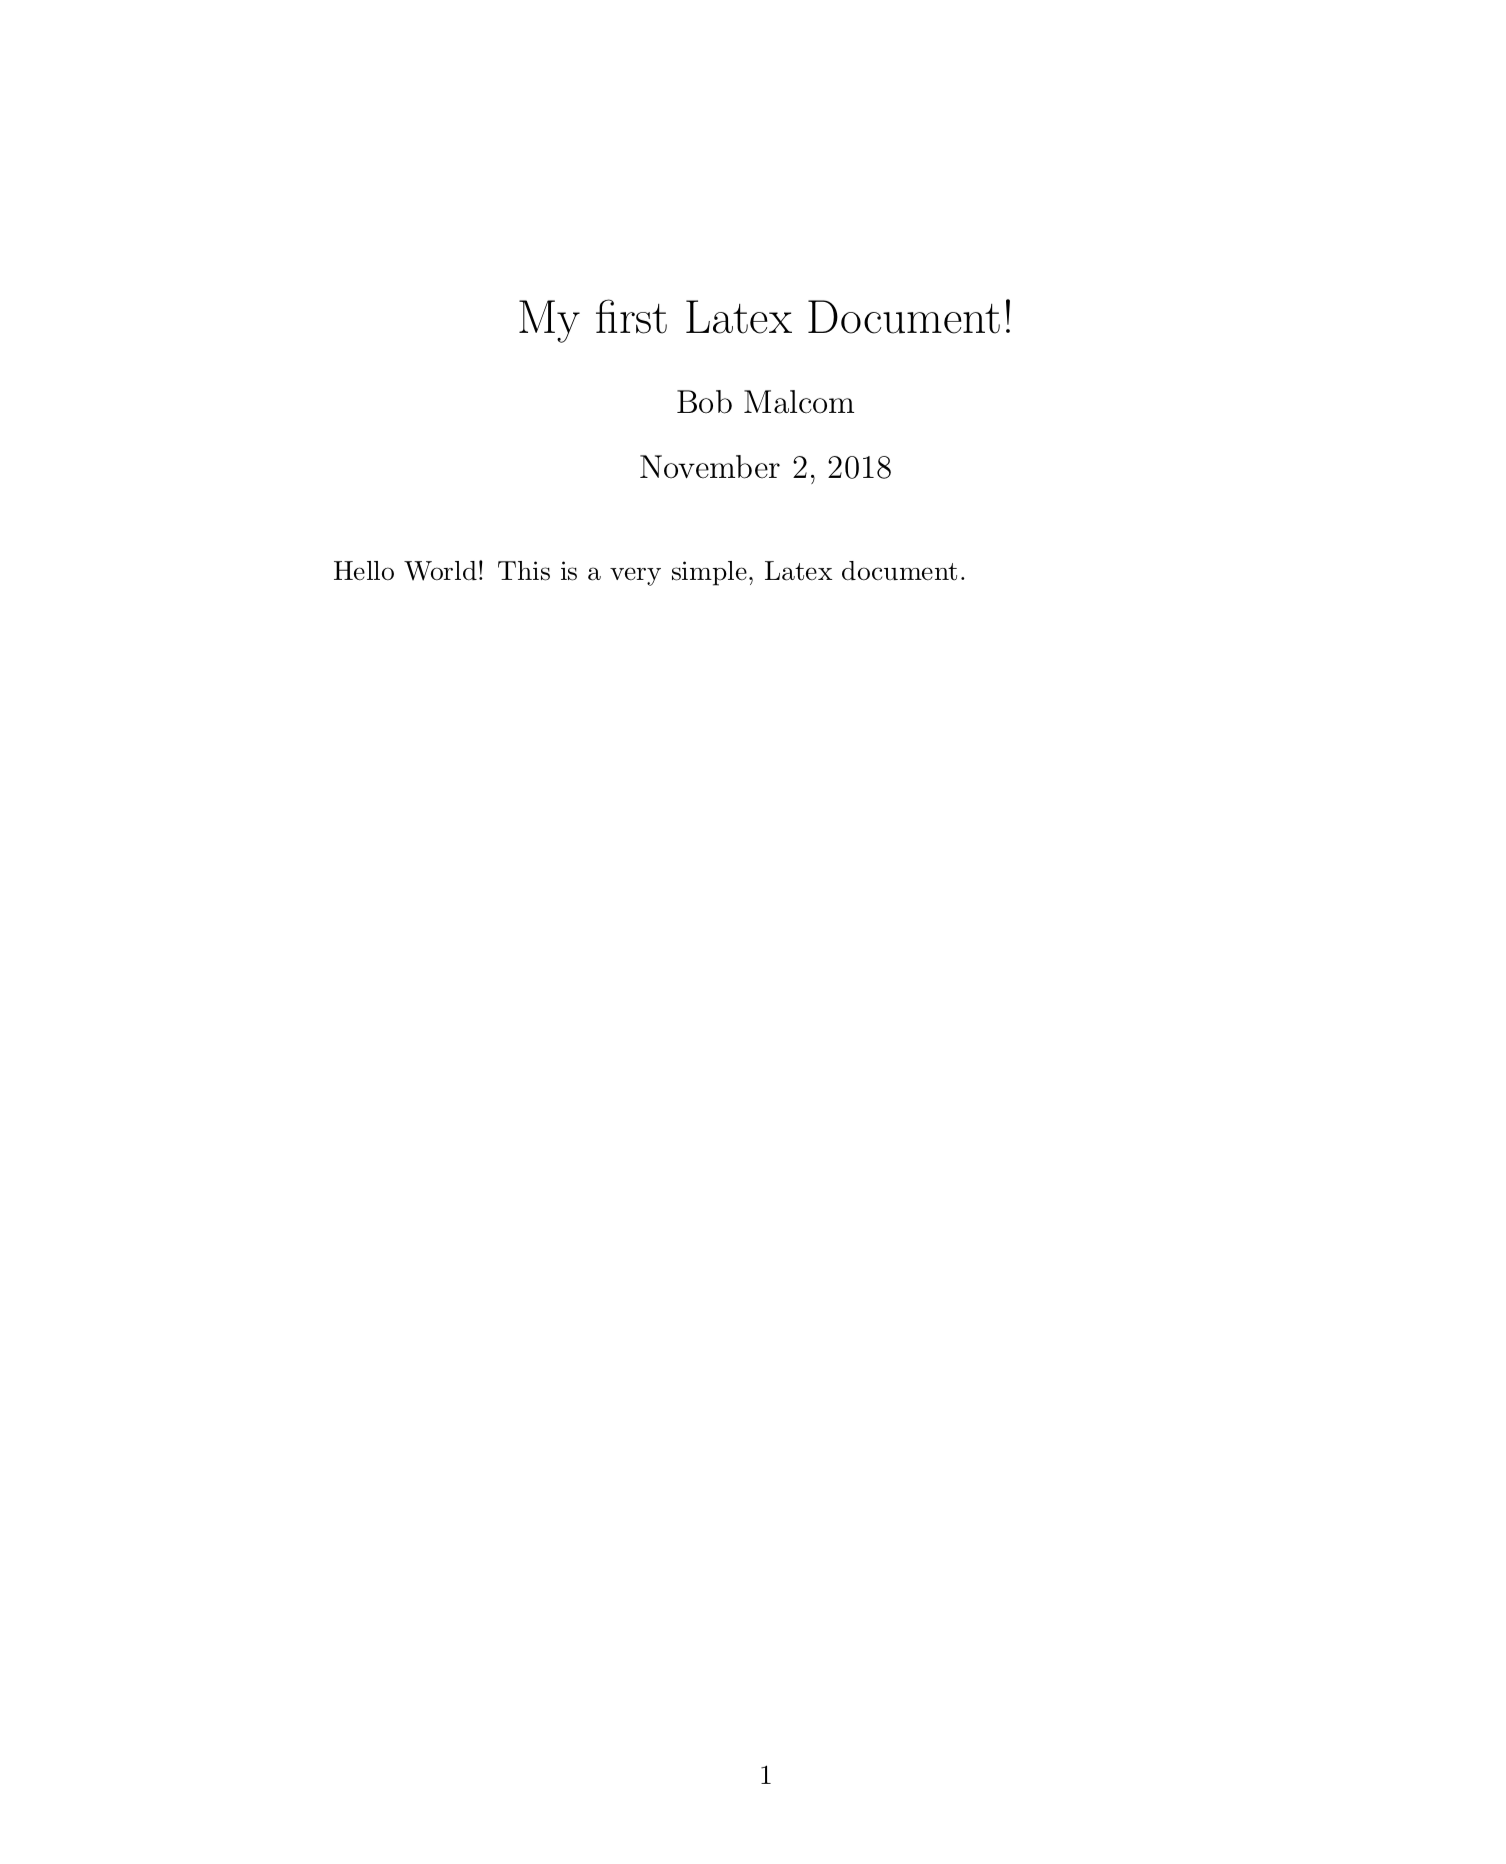 My first Latex Document!
Bob Malcom
November 2, 2018
Hello World! This is a very simple, Latex document.
1